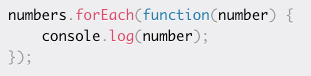 numbers.forEach(function(number) {
    console.log(number);
});